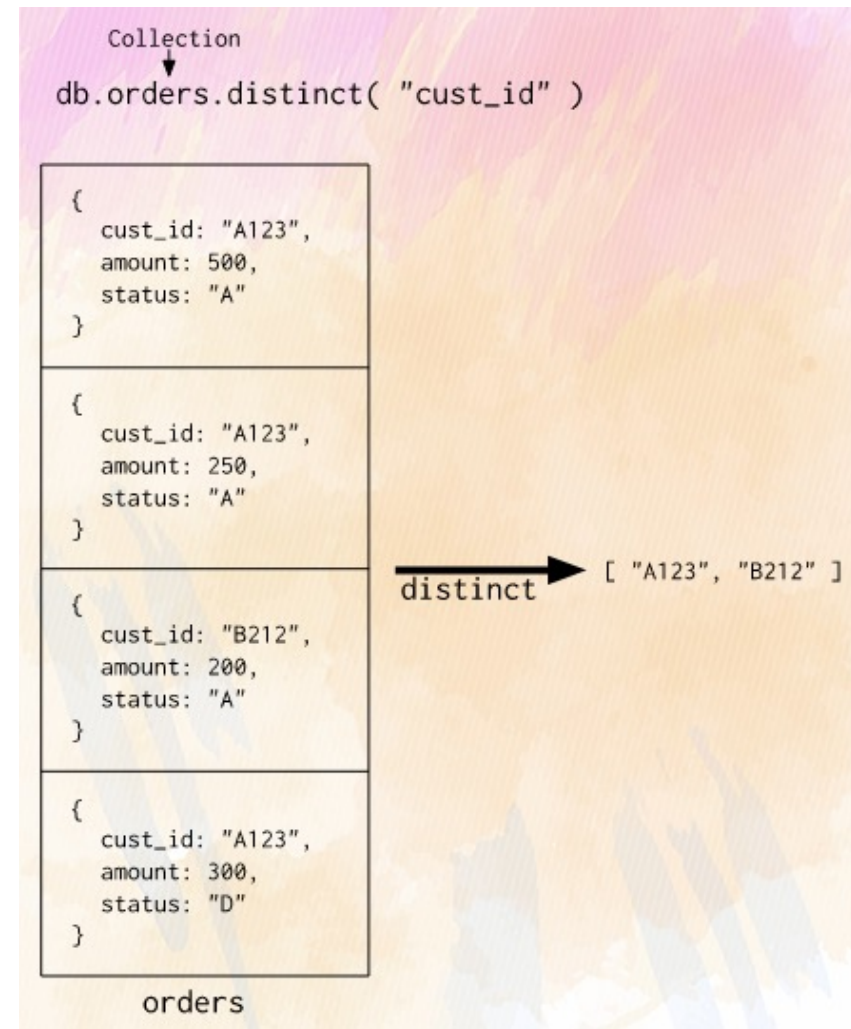 Collection
db.orders.distinct( "cust_id" )
{
cust_id: "A123",
amount: 500,
status: "A"
}
{
cust_id: "A123",
amount: 250,
status: "A"
}
{
cust_id: "B212",
amount: 200,
status: "A"
}
{
cust_id: "A123",
amount: 300,
status: "D"
}
orders
distinct
[ "A123", "B212" ]